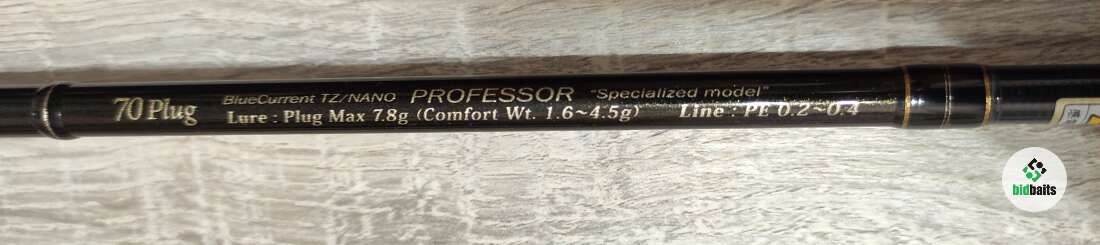 70 Plug BlueCurrent TZ/NANO PROFESSOR "Specialized model"
Lure : Plug Max 7.8g (Comfort Wt. 1.6~4.5g) Line : PE 0.2~0.4
bidbaits